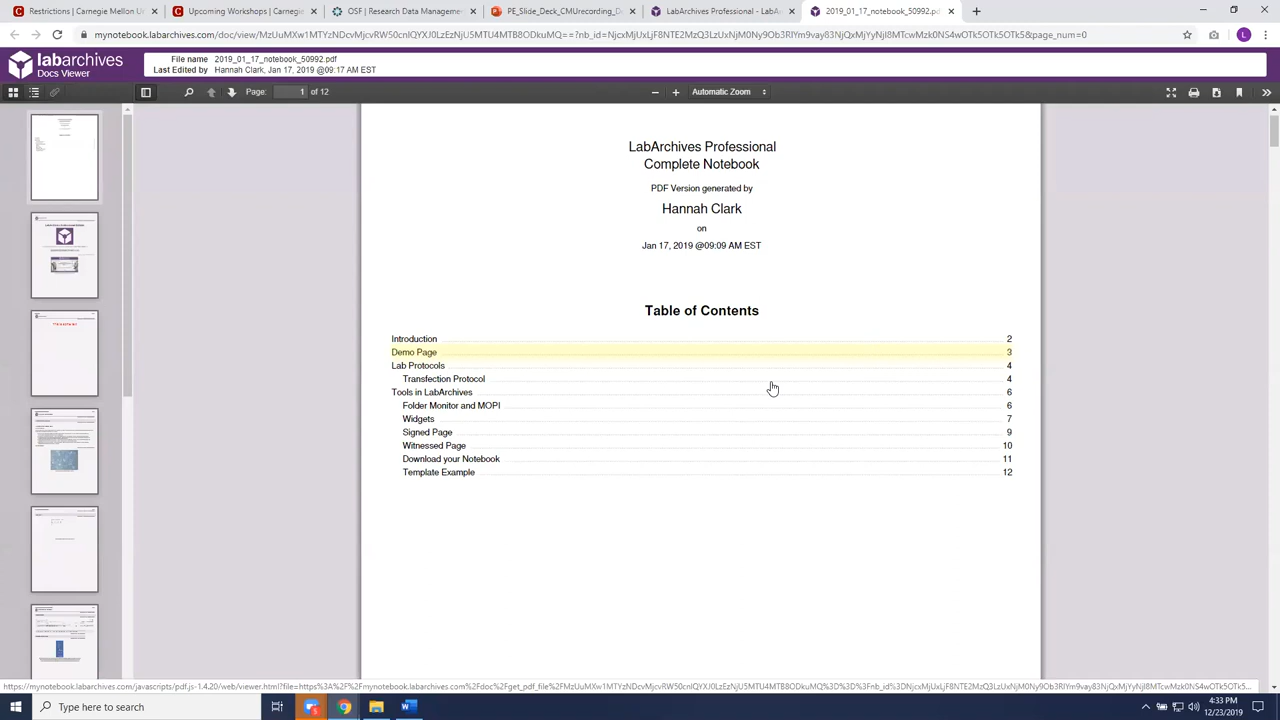 Restrictions | Carnegie Mellon Un
Upcoming Workshops | Carnegie
OSF | Research Data Management
PE_Slide_Deck_CMUrecording_De
LabArchives Professional - LabAr
2019_01_17_notebook_50992.pdf
labarchives
Docs Viewer
File name 2019_01_17_notebook_50992.pdf
Last Edited by Hannah Clark, Jan 17, 2019 @09:17 AM EST
Page: 1 of 12
Automatic Zoom
LabArchives Professional
Complete Notebook
PDF Version generated by
Hannah Clark
on
Jan 17, 2019 @09:09 AM EST
Table of Contents
Introduction 2
Demo Page 3
Lab Protocols 4
Transfection Protocol 4
Tools in LabArchives 6
Folder Monitor and MOPI 6
Widgets 7
Signed Page 9
Witnessed Page 10
Download your Notebook 11
Template Example 12
Type here to search
4:33 PM
12/23/2019